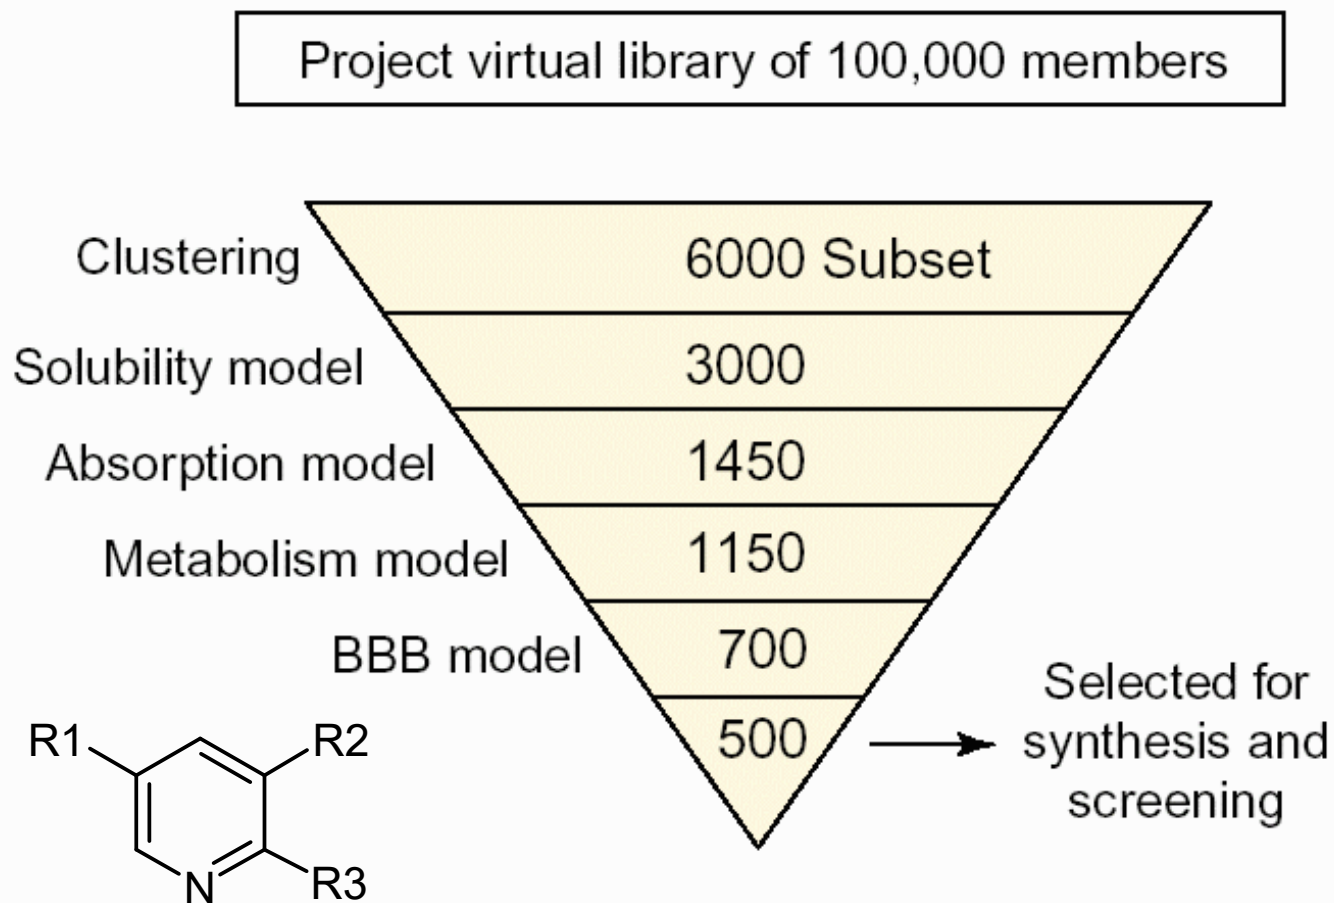 Project virtual library of 100,000 members
Clustering
6000 Subset
Solubility model
3000
Absorption model
1450
Metabolism model
1150
BBB model
700
500
Selected for
synthesis and
screening
R1
R2
N
R3